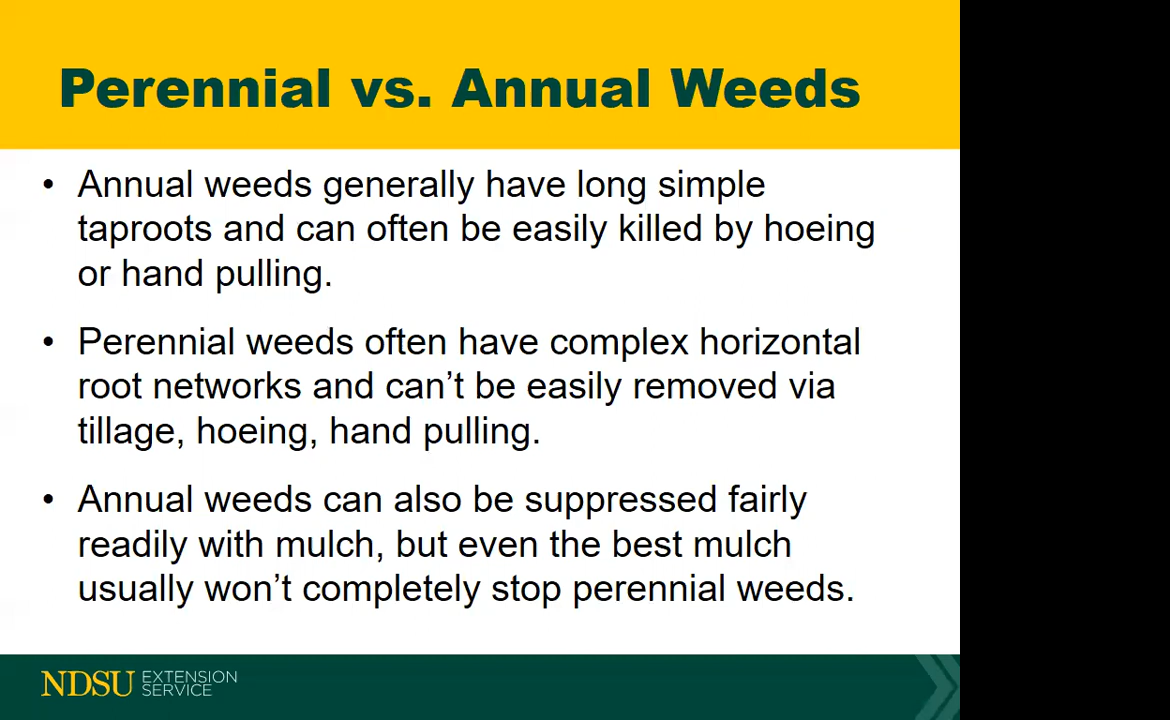 Perennial vs. Annual Weeds
• Annual weeds generally have long simple
taproots and can often be easily killed by hoeing
or hand pulling.
• Perennial weeds often have complex horizontal
root networks and can’t be easily removed via
tillage, hoeing, hand pulling.
• Annual weeds can also be suppressed fairly
readily with mulch, but even the best mulch
usually won’t completely stop perennial weeds.
NDSU EXTENSION
SERVICE